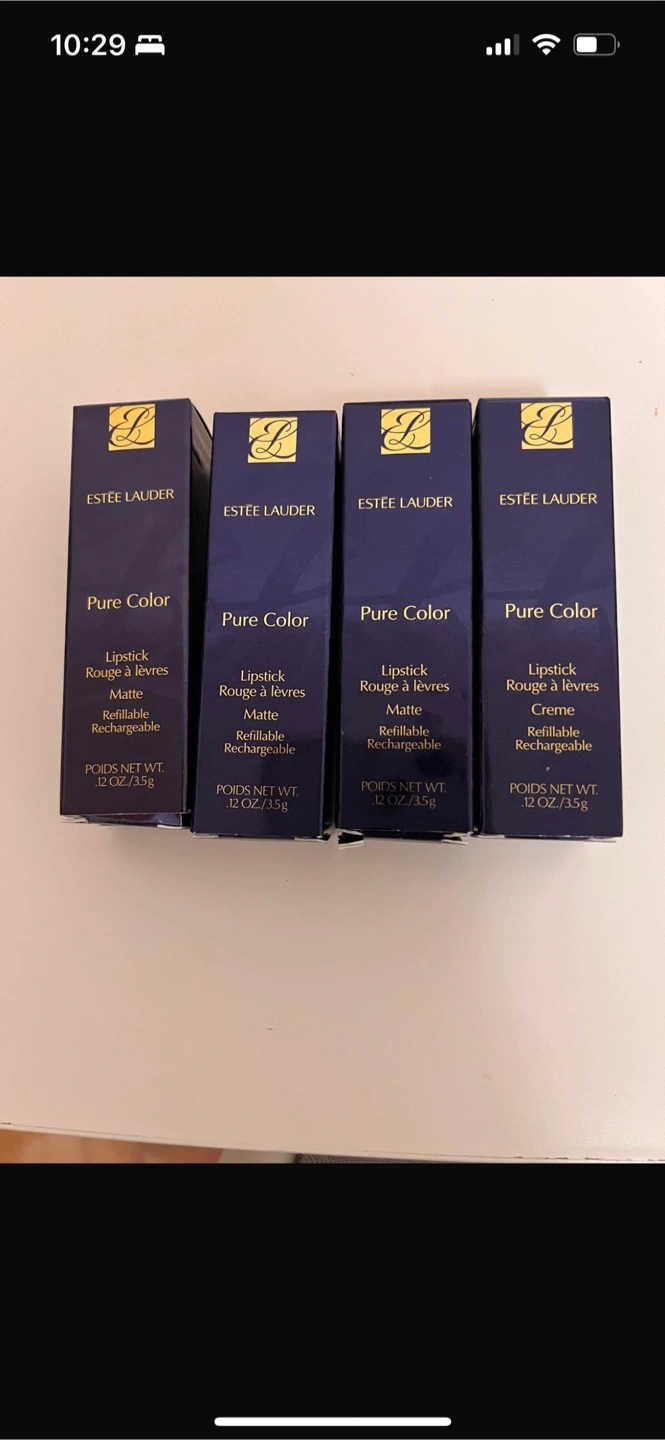 10:29
ESTĒE LAUDER
Pure Color
Lipstick
Rouge à lèvres
Matte
Refillable
Rechargeable
POIDS NET WT.
.12 OZ./3.5g
ESTĒE LAUDER
Pure Color
Lipstick
Rouge à lèvres
Matte
Refillable
Rechargeable
POIDS NET WT.
.12 OZ./3.5g
ESTĒE LAUDER
Pure Color
Lipstick
Rouge à lèvres
Matte
Refillable
Rechargeable
POIDS NET WT.
.12 OZ./3.5g
ESTĒE LAUDER
Pure Color
Lipstick
Rouge à lèvres
Creme
Refillable
Rechargeable
POIDS NET WT.
.12 OZ./3.5g